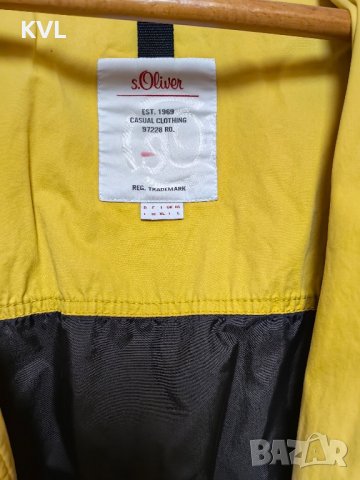 KVL
s.Oliver
EST. 1969
CASUAL CLOTHING
97228 RO.
REG. TRADEMARK
BAZAR